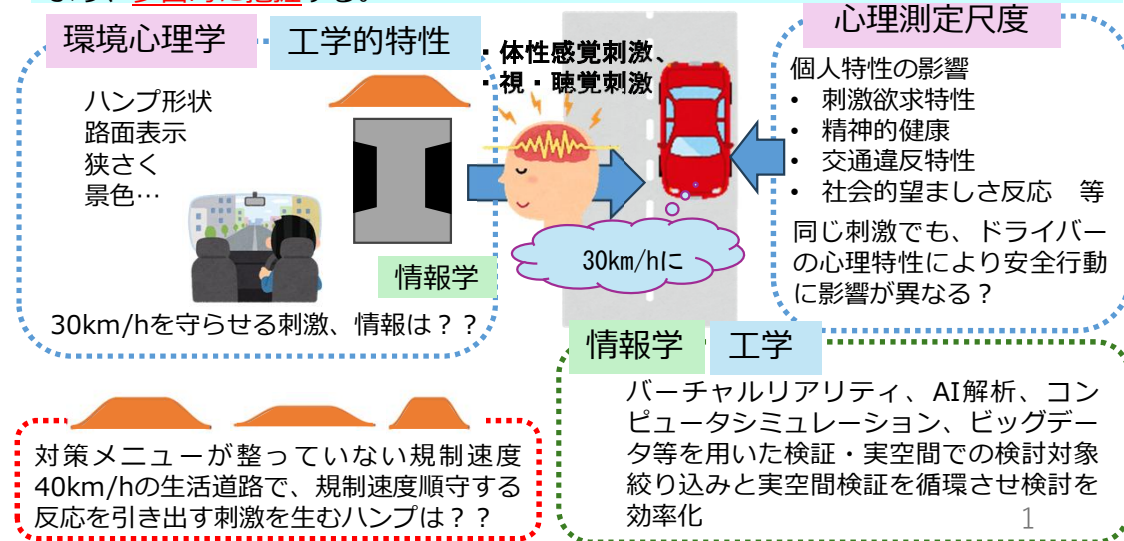 より、多面的に把握する。
環境心理学
工学的特性
ハンプ形状
路面表示
狭さく
景色…
情報学
30km/hを守らせる刺激、情報は？？
・体性感覚刺激、
・視・聴覚刺激
30km/hに
心理測定尺度
個人特性の影響
• 刺激欲求特性
• 精神的健康
• 交通違反特性
• 社会的望ましさ反応 等
同じ刺激でも、ドライバー
の心理特性により安全行動
に影響が異なる？
対策メニューが整っていない規制速度
40km/hの生活道路で、規制速度順守する
反応を引き出す刺激を生むハンプは？？
情報学
工学
バーチャルリアリティ、AI解析、コン
ピュータシミュレーション、ビッグデー
タ等を用いた検証・実空間での検討対象
絞り込みと実空間検証を循環させ検討を
効率化
1